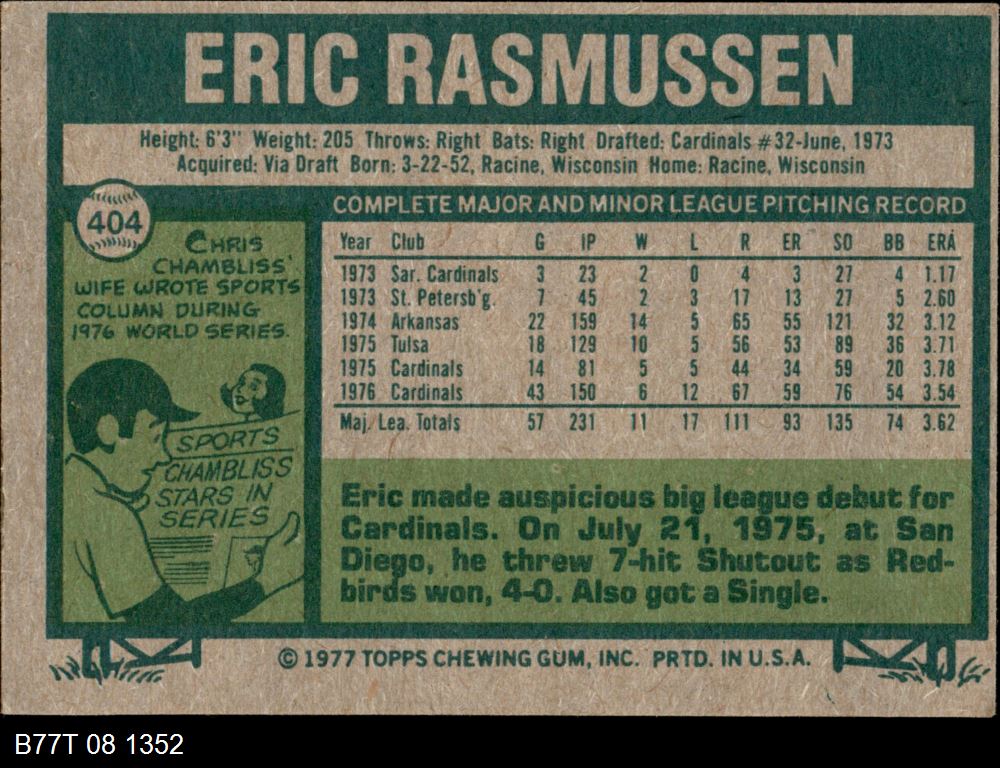 ERIC RASMUSSEN
Height: 6'3" Weight: 205 Throws: Right Bats: Right Drafted: Cardinals #32-June, 1973
Acquired: Via Draft Born: 3-22-52, Racine, Wisconsin Home: Racine, Wisconsin
404
CHRIS
CHAMBLISS'
WIFE WROTE SPORTS
COLUMN DURING
1976 WORLD SERIES.
SPORTS
CHAMBLISS
STARS IN
SERIES
COMPLETE MAJOR AND MINOR LEAGUE PITCHING RECORD
Year Club G IP W L R ER SO BB ERA
1973 Sar. Cardinals 3 23 2 0 4 3 27 4 1.17
1973 St. Petersb'g. 7 45 2 3 17 13 27 5 2.60
1974 Arkansas 22 159 14 5 65 55 121 32 3.12
1975 Tulsa 18 129 10 5 56 53 89 36 3.71
1975 Cardinals 14 81 5 5 44 34 59 20 3.78
1976 Cardinals 43 150 6 12 67 59 76 54 3.54
Maj. Lea. Totals 57 231 11 17 111 93 135 74 3.62
Eric made auspicious big league debut for
Cardinals. On July 21, 1975, at San
Diego, he threw 7-hit Shutout as Red-
birds won, 4-0. Also got a Single.
© 1977 TOPPS CHEWING GUM, INC. PRTD. IN U.S.A.
B77T 08 1352